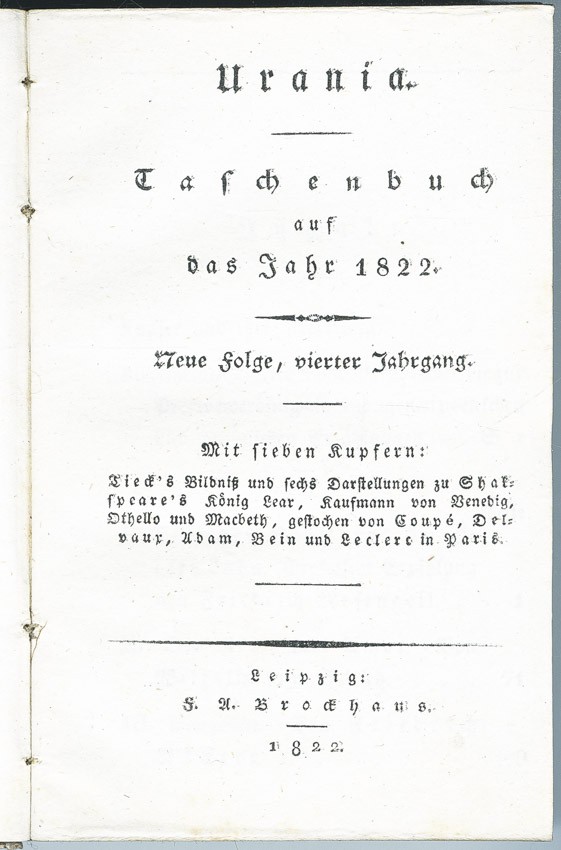 Urania.
Taschenbuch
auf
das Jahr 1822.
Neue Folge, vierter Jahrgang.
Mit sieben Kupfern:
Tieck's Bildniß und sechs Darstellungen zu Shak-
speare's König Lear, Kaufmann von Venedig,
Othello und Macbeth, gestochen von Coupé, Del-
vaux, Adam, Bein und Leclerc in Paris.
Leipzig:
F. A. Brockhaus.
1822.